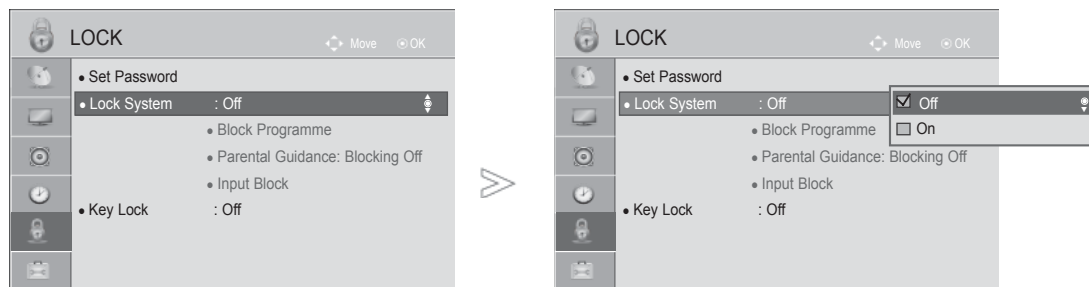 LOCK
Move OK
• Set Password
• Lock System : Off
• Block Programme
• Parental Guidance: Blocking Off
• Input Block
• Key Lock : Off
LOCK
Move OK
• Set Password
• Lock System : Off
Off
On
• Block Programme
• Parental Guidance: Blocking Off
• Input Block
• Key Lock : Off